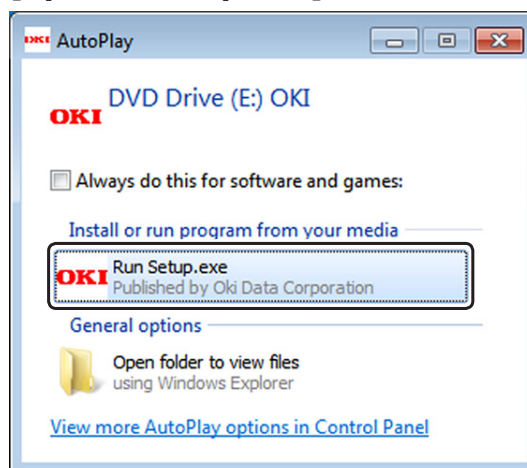 OKI AutoPlay
DVD Drive (E:) OKI
OKI
Always do this for software and games:
Install or run program from your media
OKI Run Setup.exe
Published by Oki Data Corporation
General options
Open folder to view files
using Windows Explorer
View more AutoPlay options in Control Panel